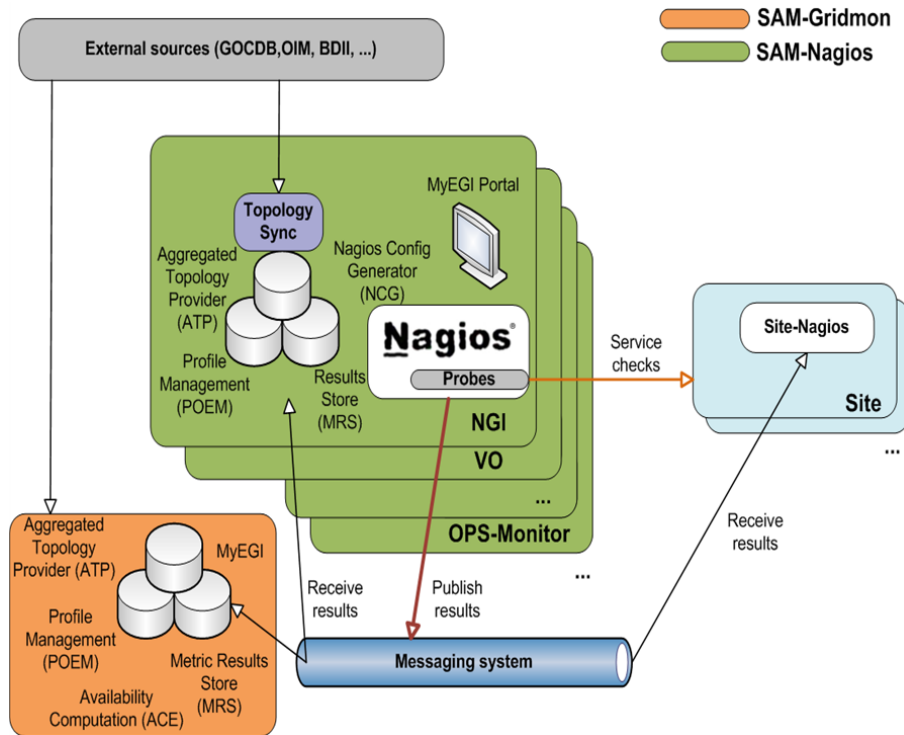 SAM-Gridmon
SAM-Nagios
External sources (GOCDB,OIM, BDII, ...)
MyEGI Portal
Topology
Sync
Aggregated
Topology
Provider
(ATP)
Nagios Config
Generator
(NCG)
Nagios®
Probes
Profile
Management
(POEM)
Results
Store
(MRS)
NGI
VO
...
OPS-Monitor
...
Service
checks
Site-Nagios
Site
...
Receive
results
Aggregated
Topology
Provider (ATP)
MyEGI
Profile
Management
(POEM)
Metric Results
Store
(MRS)
Availability
Computation (ACE)
Receive
results
Publish
results
Messaging system